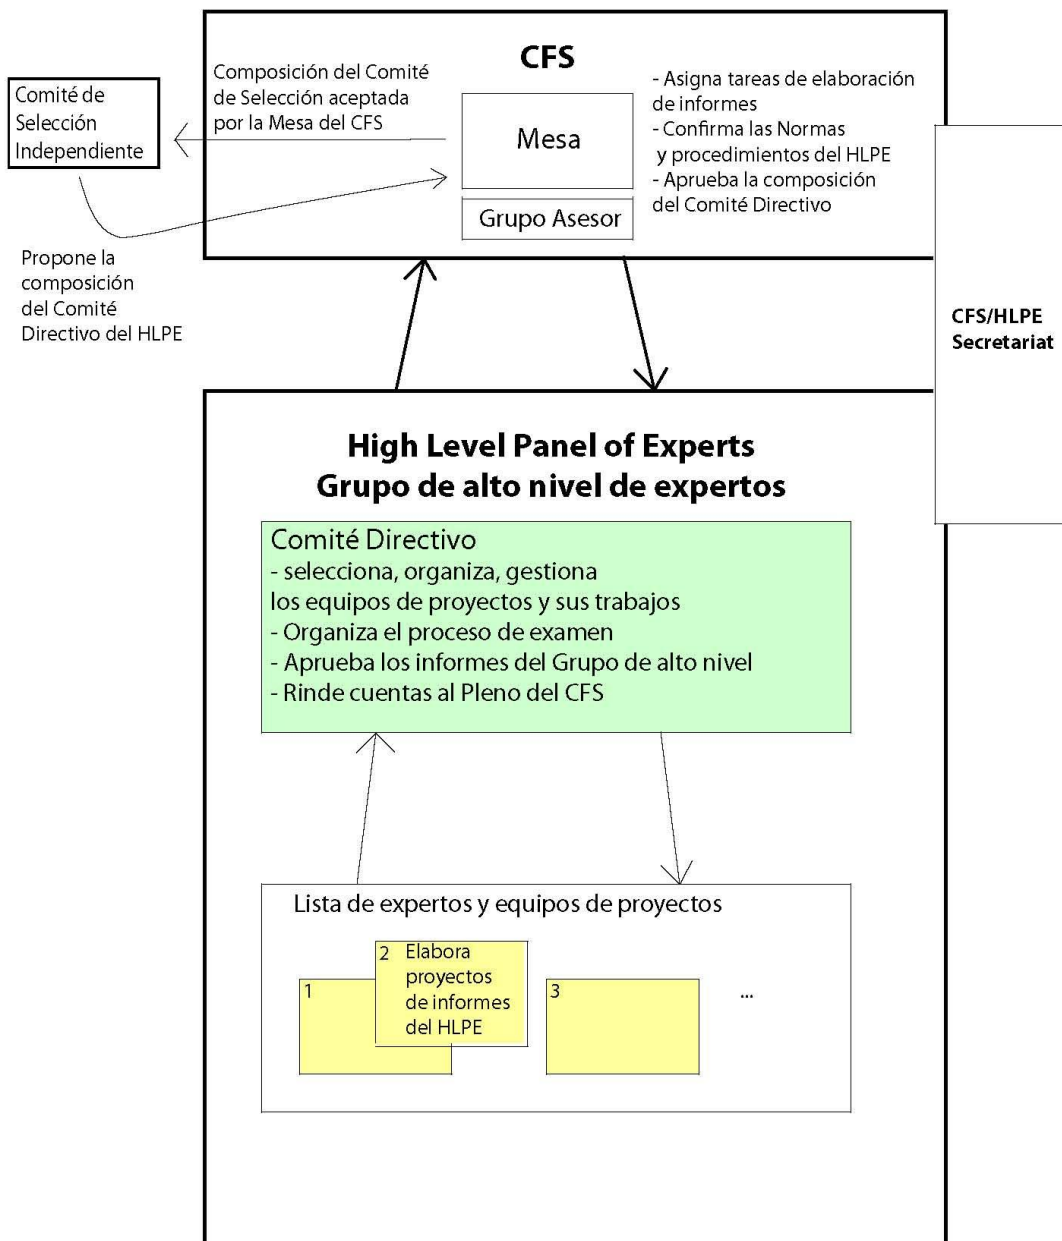 CFS
Composición del Comité
de Selección aceptada
por la Mesa del CFS
Comité de
Selección
Independiente
Mesa
Grupo Asesor
- Asigna tareas de elaboración
de informes
- Confirma las Normas
y procedimientos del HLPE
- Aprueba la composición
del Comité Directivo
Propone la
composición
del Comité
Directivo del HLPE
CFS/HLPE
Secretariat
High Level Panel of Experts
Grupo de alto nivel de expertos
Comité Directivo
- selecciona, organiza, gestiona
los equipos de proyectos y sus trabajos
- Organiza el proceso de examen
- Aprueba los informes del Grupo de alto nivel
- Rinde cuentas al Pleno del CFS
Lista de expertos y equipos de proyectos
1
2 Elabora
proyectos
de informes
del HLPE
3
...